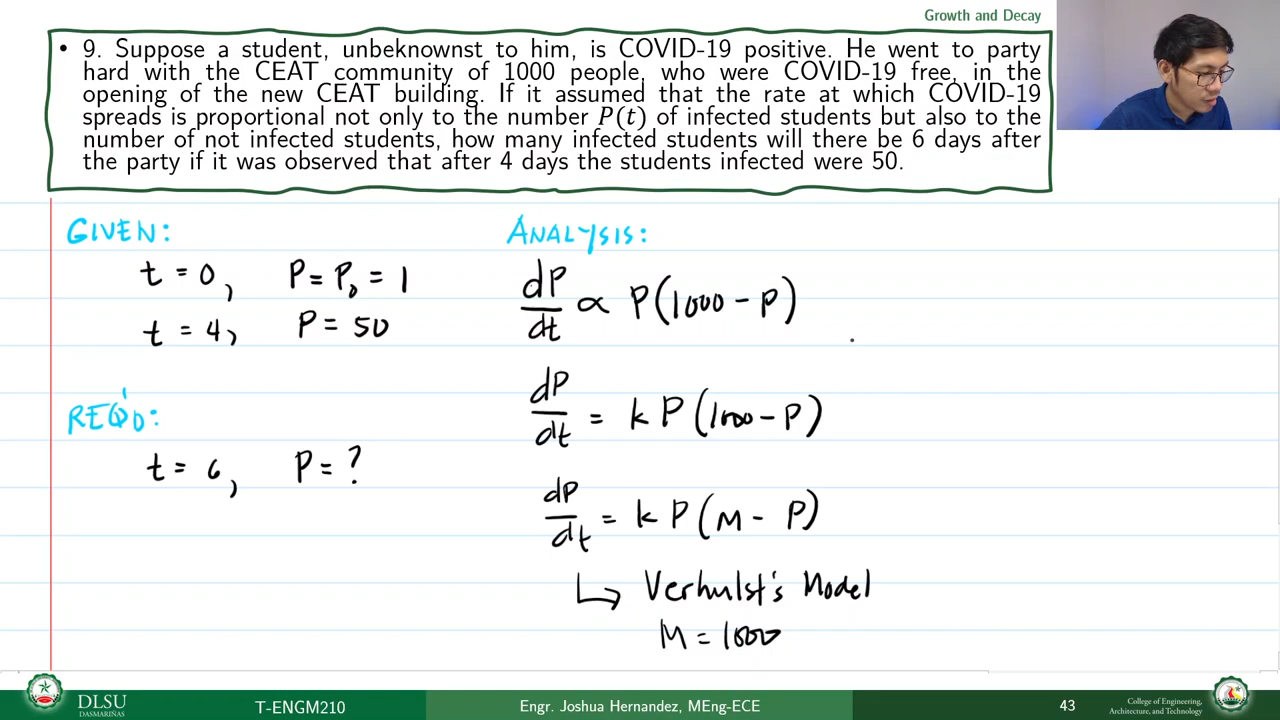 Growth and Decay
• 9. Suppose a student, unbeknownst to him, is COVID-19 positive. He went to party
hard with the CEAT community of 1000 people, who were COVID-19 free, in the
opening of the new CEAT building. If it assumed that the rate at which COVID-19
spreads is proportional not only to the number P(t) of infected students but also to the
number of not infected students, how many infected students will there be 6 days after
the party if it was observed that after 4 days the students infected were 50.
GIVEN:
t = 0, P = P₀ = 1
t = 4, P = 50
REQ'D:
t = 6, P = ?
ANALYSIS:
dP/dt ∝ P(1000 - P)
dP/dt = k P (1000 - P)
dP/dt = k P (M - P)
↳ Verhulst's Model
M = 1000
DLSU
DASMARIÑAS
T-ENGM210
Engr. Joshua Hernandez, MEng-ECE
43
College of Engineering,
Architecture, and Technology